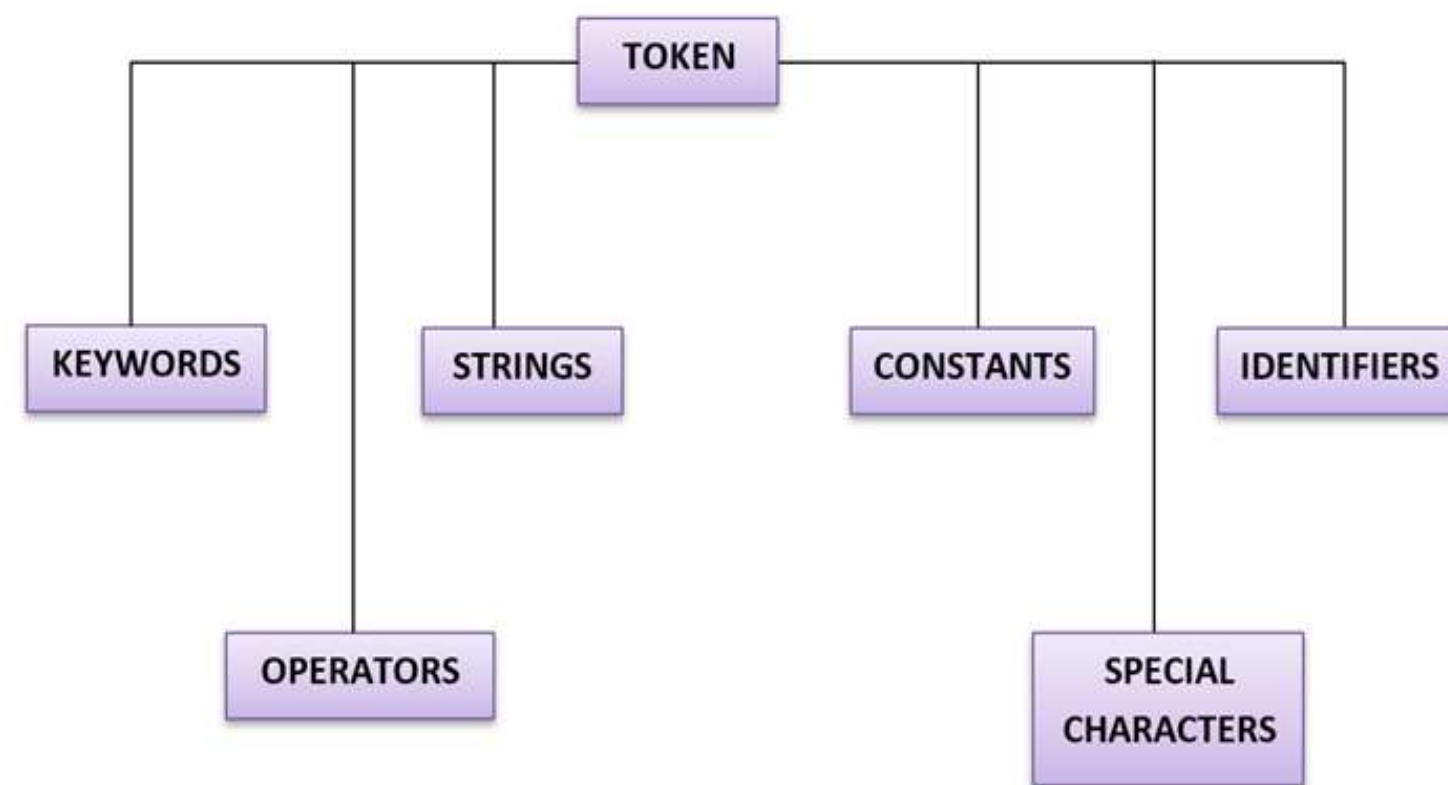 TOKEN
KEYWORDS
STRINGS
CONSTANTS
IDENTIFIERS
OPERATORS
SPECIAL
CHARACTERS